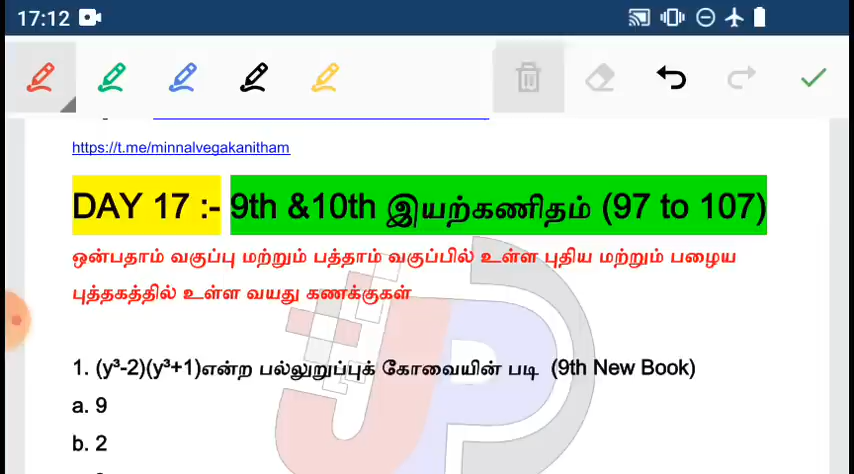 17:12
https://t.me/minnalvegakanitham
DAY 17 :- 9th &10th இயற்கணிதம் (97 to 107)
ஒன்பதாம் வகுப்பு மற்றும் பத்தாம் வகுப்பில் உள்ள புதிய மற்றும் பழைய
புத்தகத்தில் உள்ள வயது கணக்குகள்
1. (y³-2)(y³+1)என்ற பல்லுறுப்புக் கோவையின் படி (9th New Book)
a. 9
b. 2